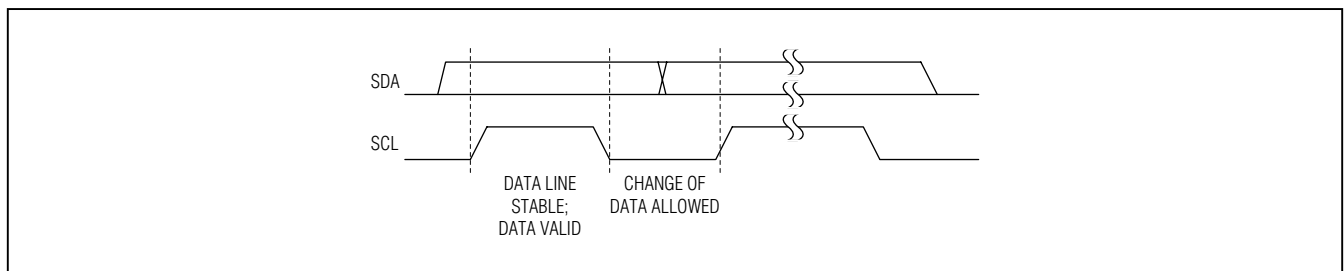 SDA
SCL
DATA LINE
STABLE;
DATA VALID
CHANGE OF
DATA ALLOWED